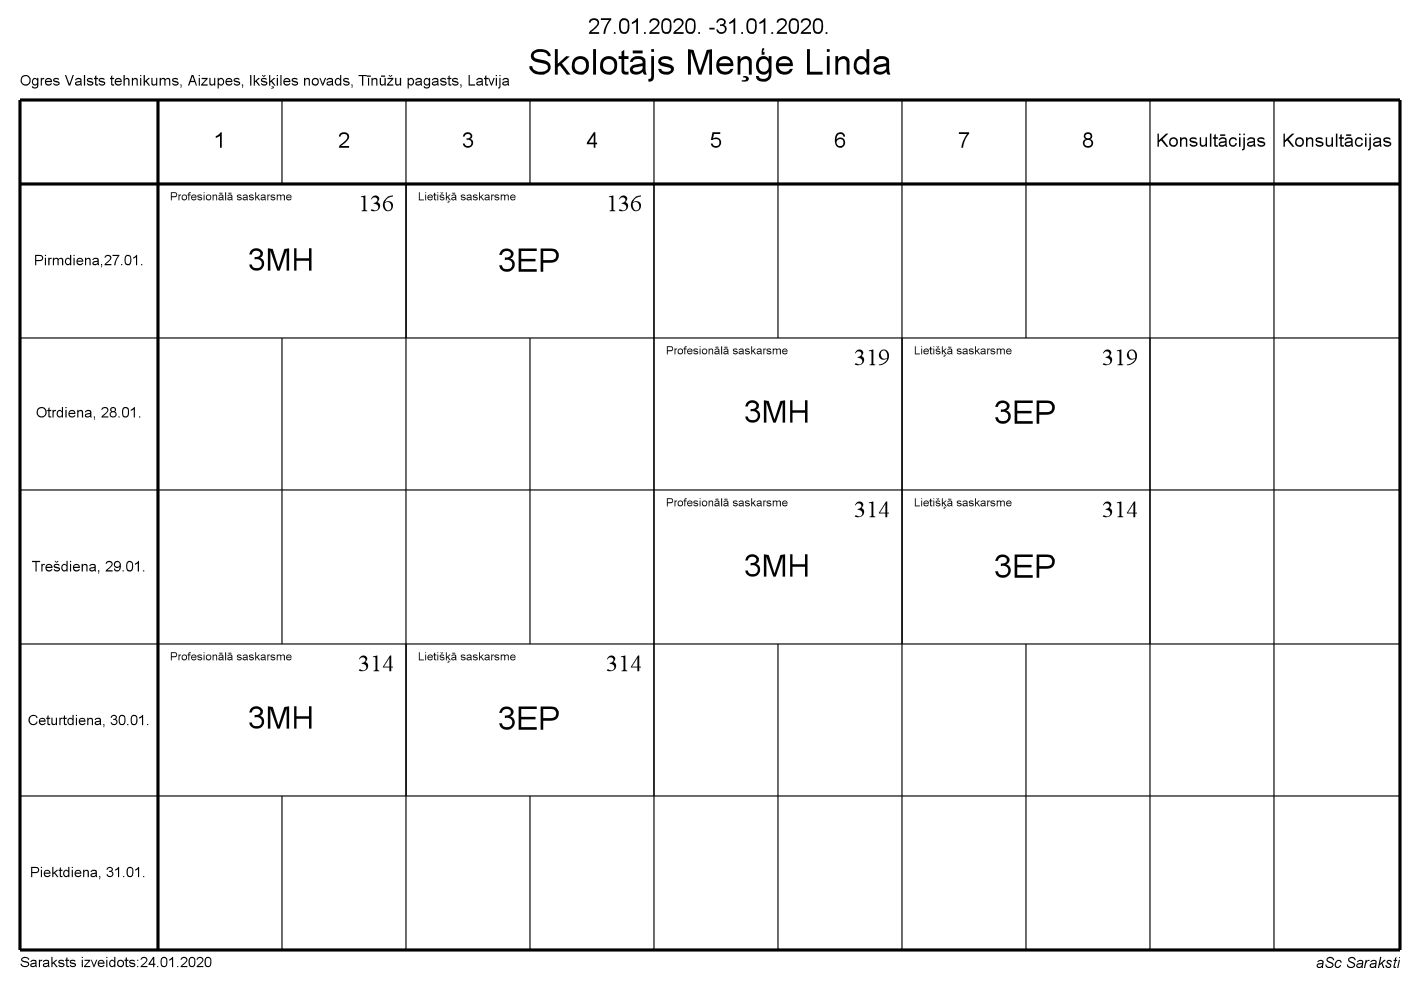 27.01.2020. -31.01.2020.
Skolotājs Meņģe Linda
Ogres Valsts tehnikums, Aizupes, Ikšķiles novads, Tīnūžu pagasts, Latvija
1 2 3 4 5 6 7 8 Konsultācijas Konsultācijas
Profesionālā saskarsme 136 Lietišķā saskarsme 136
Pirmdiena,27.01. 3MH 3EP
Profesionālā saskarsme 319 Lietišķā saskarsme 319
Otrdiena, 28.01. 3MH 3EP
Profesionālā saskarsme 314 Lietišķā saskarsme 314
Trešdiena, 29.01. 3MH 3EP
Profesionālā saskarsme 314 Lietišķā saskarsme 314
Ceturtdiena, 30.01. 3MH 3EP
Piektdiena, 31.01.
Saraksts izveidots:24.01.2020 aSc Saraksti